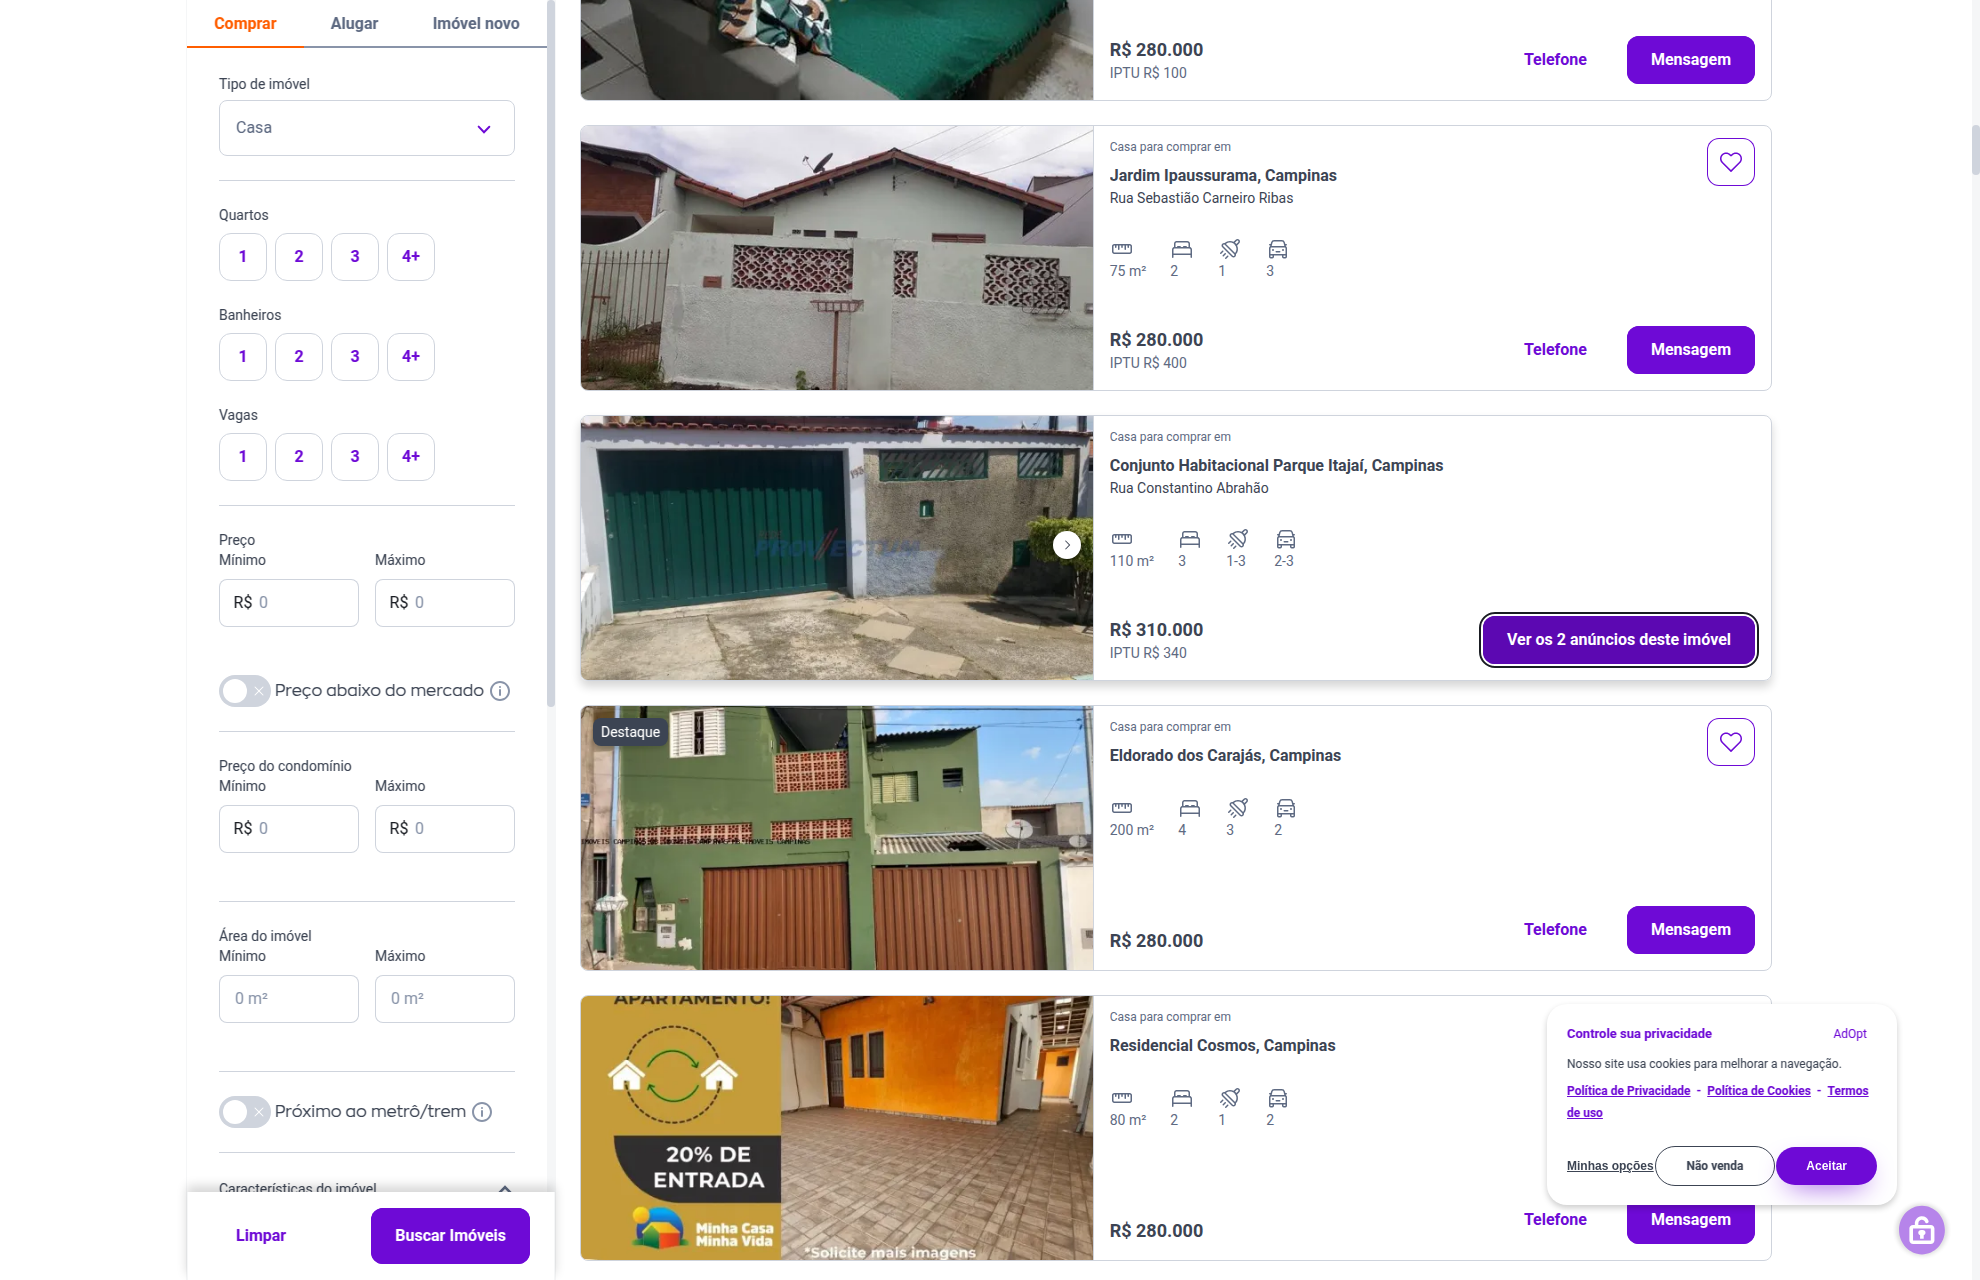 Comprar
Alugar
Imóvel novo
Tipo de imóvel
Casa
Quartos
1
2
3
4+
Banheiros
1
2
3
4+
Vagas
1
2
3
4+
Preço
Mínimo
Máximo
R$ 0
R$ 0
Preço abaixo do mercado
Preço do condomínio
Mínimo
Máximo
R$ 0
R$ 0
Área do imóvel
Mínimo
Máximo
0 m²
0 m²
Próximo ao metrô/trem
Características do imóvel
Limpar
Buscar Imóveis
R$ 280.000
IPTU R$ 100
Telefone
Mensagem
Casa para comprar em
Jardim Ipaussurama, Campinas
Rua Sebastião Carneiro Ribas
75 m²
2
1
3
R$ 280.000
IPTU R$ 400
Telefone
Mensagem
193
Casa para comprar em
Conjunto Habitacional Parque Itajaí, Campinas
Rua Constantino Abrahão
110 m²
3
1-3
2-3
R$ 310.000
IPTU R$ 340
Ver os 2 anúncios deste imóvel
Destaque
Casa para comprar em
Eldorado dos Carajás, Campinas
200 m²
4
3
2
R$ 280.000
Telefone
Mensagem
APARTAMENTO!
20% DE
ENTRADA
Minha Casa
Minha Vida
*Solicite mais imagens
Casa para comprar em
Residencial Cosmos, Campinas
80 m²
2
1
2
R$ 280.000
Telefone
Mensagem
Controle sua privacidade
AdOpt
Nosso site usa cookies para melhorar a navegação.
Política de Privacidade - Política de Cookies - Termos
de uso
Minhas opções
Não venda
Aceitar